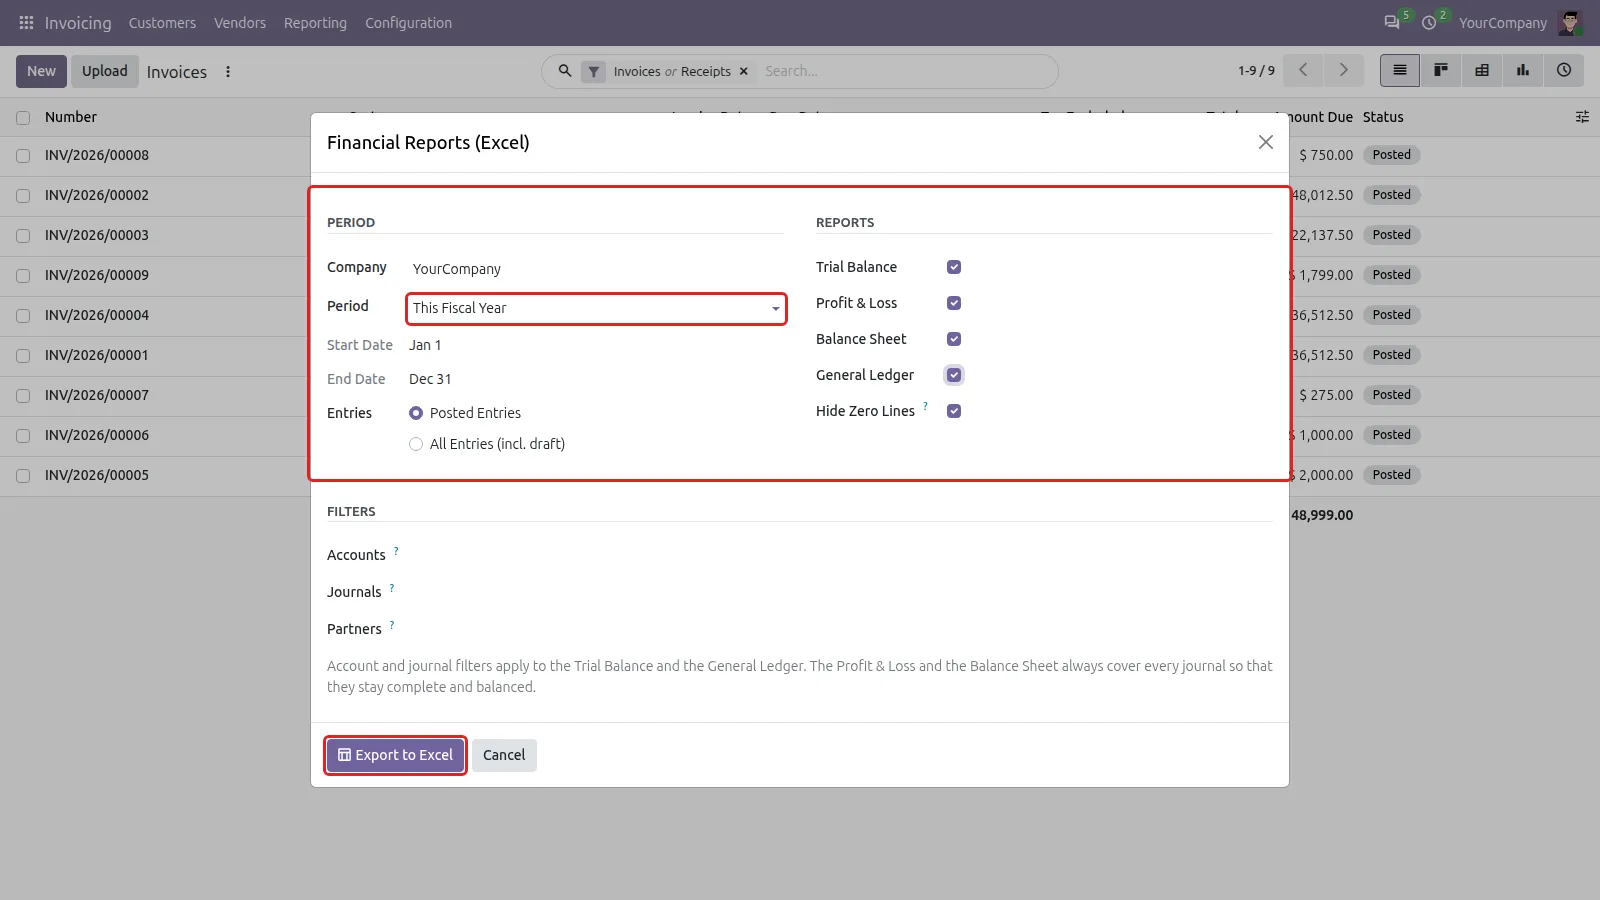 Invoicing Customers Vendors Reporting Configuration 5 2 YourCompany
New Upload Invoices Invoices or Receipts Search... 1-9 / 9
Number Amount Due Status
INV/2026/00008 $ 750.00 Posted
INV/2026/00002 48,012.50 Posted
INV/2026/00003 22,137.50 Posted
INV/2026/00009 $ 1,799.00 Posted
INV/2026/00004 36,512.50 Posted
INV/2026/00001 36,512.50 Posted
INV/2026/00007 $ 275.00 Posted
INV/2026/00006 $ 1,000.00 Posted
INV/2026/00005 $ 2,000.00 Posted
48,999.00
Financial Reports (Excel)
PERIOD
Company YourCompany
Period This Fiscal Year
Start Date Jan 1
End Date Dec 31
Entries Posted Entries
All Entries (incl. draft)
REPORTS
Trial Balance
Profit & Loss
Balance Sheet
General Ledger
Hide Zero Lines ?
FILTERS
Accounts ?
Journals ?
Partners ?
Account and journal filters apply to the Trial Balance and the General Ledger. The Profit & Loss and the Balance Sheet always cover every journal so that
they stay complete and balanced.
Export to Excel Cancel